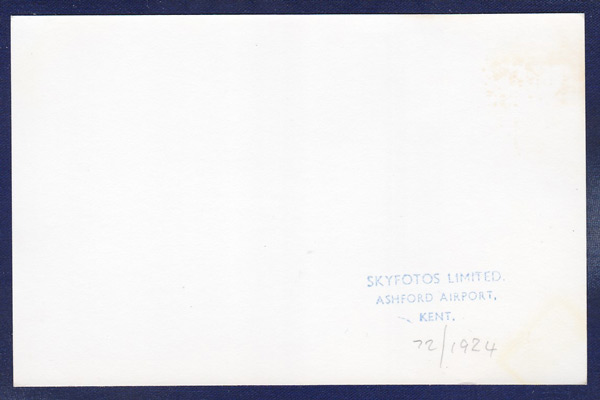 SKYFOTOS LIMITED.
ASHFORD AIRPORT,
KENT.
72/1924